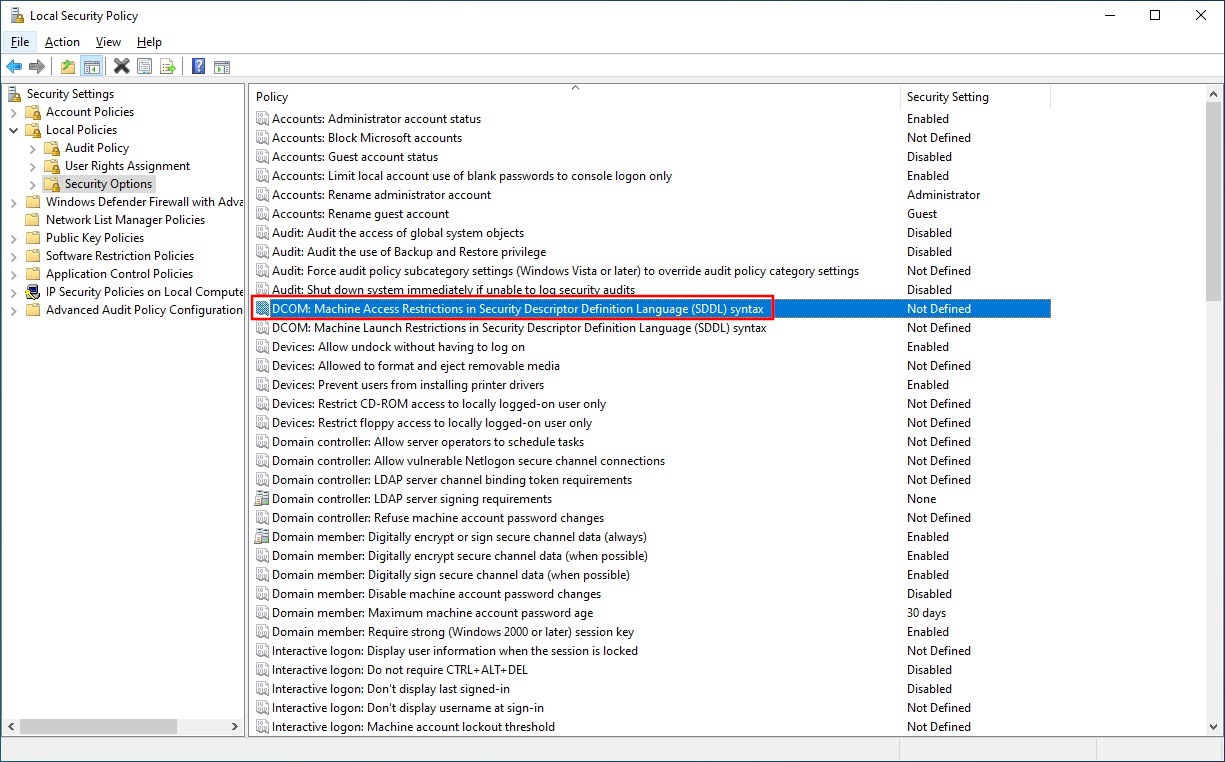 Local Security Policy
File Action View Help
Security Settings
Account Policies
Local Policies
Audit Policy
User Rights Assignment
Security Options
Windows Defender Firewall with Adva
Network List Manager Policies
Public Key Policies
Software Restriction Policies
Application Control Policies
IP Security Policies on Local Compute
Advanced Audit Policy Configuration
Policy Security Setting
Accounts: Administrator account status Enabled
Accounts: Block Microsoft accounts Not Defined
Accounts: Guest account status Disabled
Accounts: Limit local account use of blank passwords to console logon only Enabled
Accounts: Rename administrator account Administrator
Accounts: Rename guest account Guest
Audit: Audit the access of global system objects Disabled
Audit: Audit the use of Backup and Restore privilege Disabled
Audit: Force audit policy subcategory settings (Windows Vista or later) to override audit policy category settings Not Defined
Audit: Shut down system immediately if unable to log security audits Disabled
DCOM: Machine Access Restrictions in Security Descriptor Definition Language (SDDL) syntax Not Defined
DCOM: Machine Launch Restrictions in Security Descriptor Definition Language (SDDL) syntax Not Defined
Devices: Allow undock without having to log on Enabled
Devices: Allowed to format and eject removable media Not Defined
Devices: Prevent users from installing printer drivers Enabled
Devices: Restrict CD-ROM access to locally logged-on user only Not Defined
Devices: Restrict floppy access to locally logged-on user only Not Defined
Domain controller: Allow server operators to schedule tasks Not Defined
Domain controller: Allow vulnerable Netlogon secure channel connections Not Defined
Domain controller: LDAP server channel binding token requirements Not Defined
Domain controller: LDAP server signing requirements None
Domain controller: Refuse machine account password changes Not Defined
Domain member: Digitally encrypt or sign secure channel data (always) Enabled
Domain member: Digitally encrypt secure channel data (when possible) Enabled
Domain member: Digitally sign secure channel data (when possible) Enabled
Domain member: Disable machine account password changes Disabled
Domain member: Maximum machine account password age 30 days
Domain member: Require strong (Windows 2000 or later) session key Enabled
Interactive logon: Display user information when the session is locked Not Defined
Interactive logon: Do not require CTRL+ALT+DEL Disabled
Interactive logon: Don't display last signed-in Disabled
Interactive logon: Don't display username at sign-in Not Defined
Interactive logon: Machine account lockout threshold Not Defined